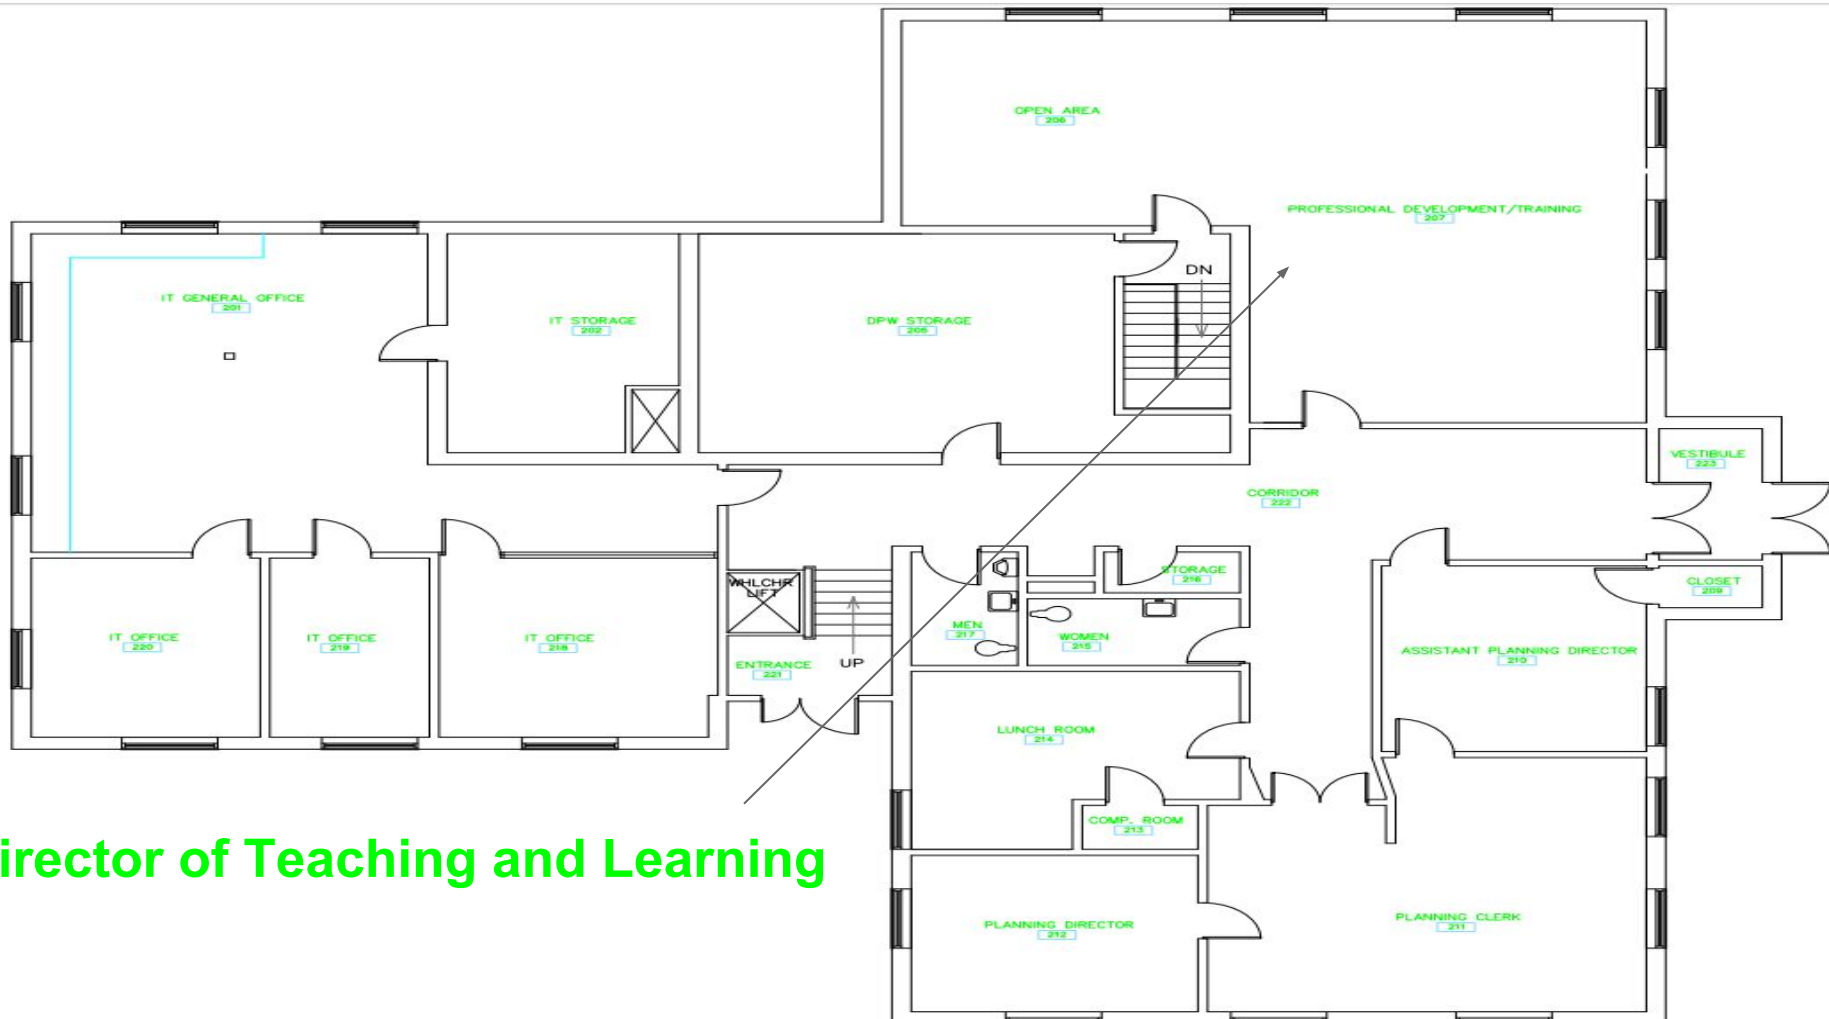 OPEN AREA
206
PROFESSIONAL DEVELOPMENT/TRAINING
207
DN
IT GENERAL OFFICE
201
IT STORAGE
202
DPW STORAGE
205
VESTIBULE
223
CORRIDOR
222
STORAGE
216
CLOSET
209
WHLCHR
LIFT
MEN
217
WOMEN
215
IT OFFICE
220
IT OFFICE
219
IT OFFICE
218
ASSISTANT PLANNING DIRECTOR
210
ENTRANCE
221
UP
LUNCH ROOM
214
COMP. ROOM
213
irector of Teaching and Learning
PLANNING DIRECTOR
212
PLANNING CLERK
211